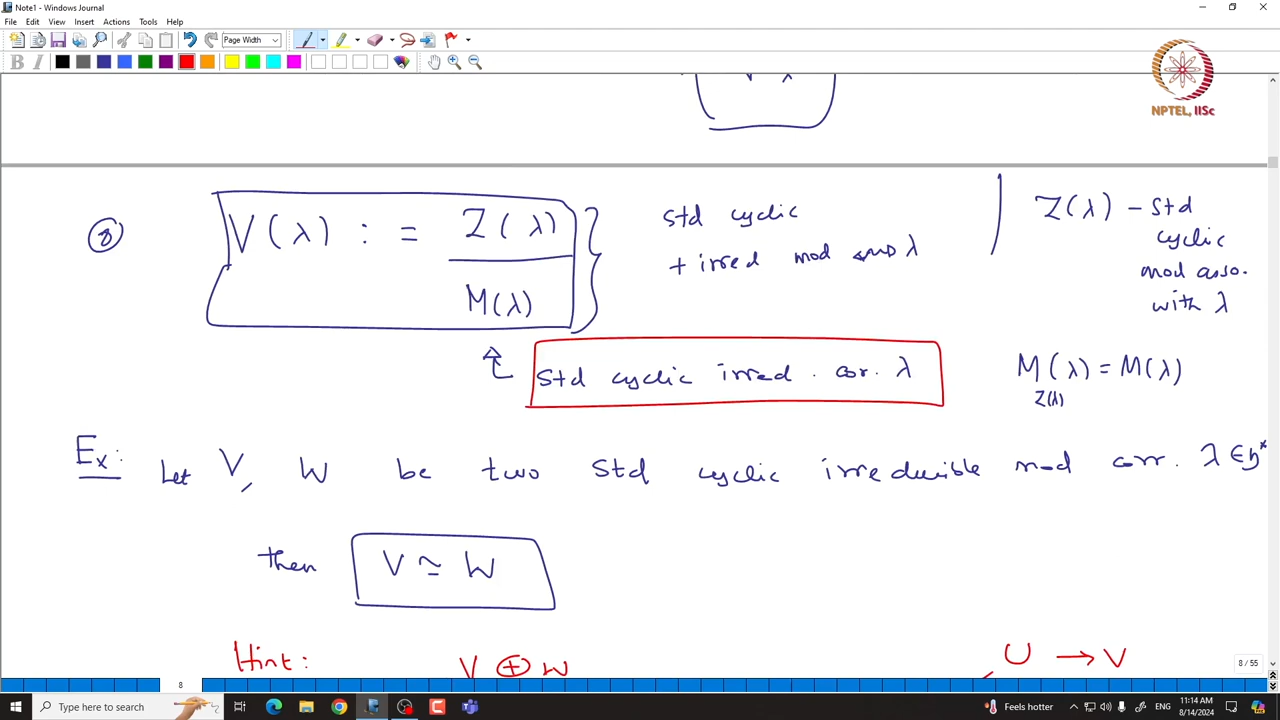 Note1 - Windows Journal
File Edit View Insert Actions Tools Help
Page Width
B I
NPTEL, IISc
V λ
⑧ V(λ) := Z(λ) / M(λ)
std cyclic
+ irred mod λ
Z(λ) - std
cyclic
mod asso.
with λ
std cyclic irred . cor. λ
M_{Z(λ)}(λ) = M(λ)
Ex: Let V, W be two std cyclic irreducible mod corr. λ ∈ h*
then V ≅ W
Hint: V ⊕ W
U → V
8 / 55
8
Type here to search
Feels hotter
11:14 AM
8/14/2024